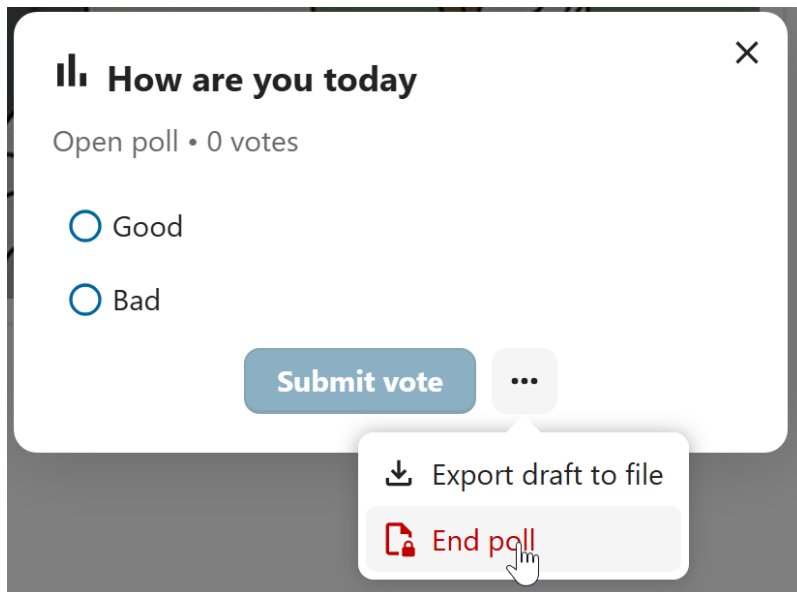 How are you today
Open poll • 0 votes
Good
Bad
Submit vote
Export draft to file
End poll